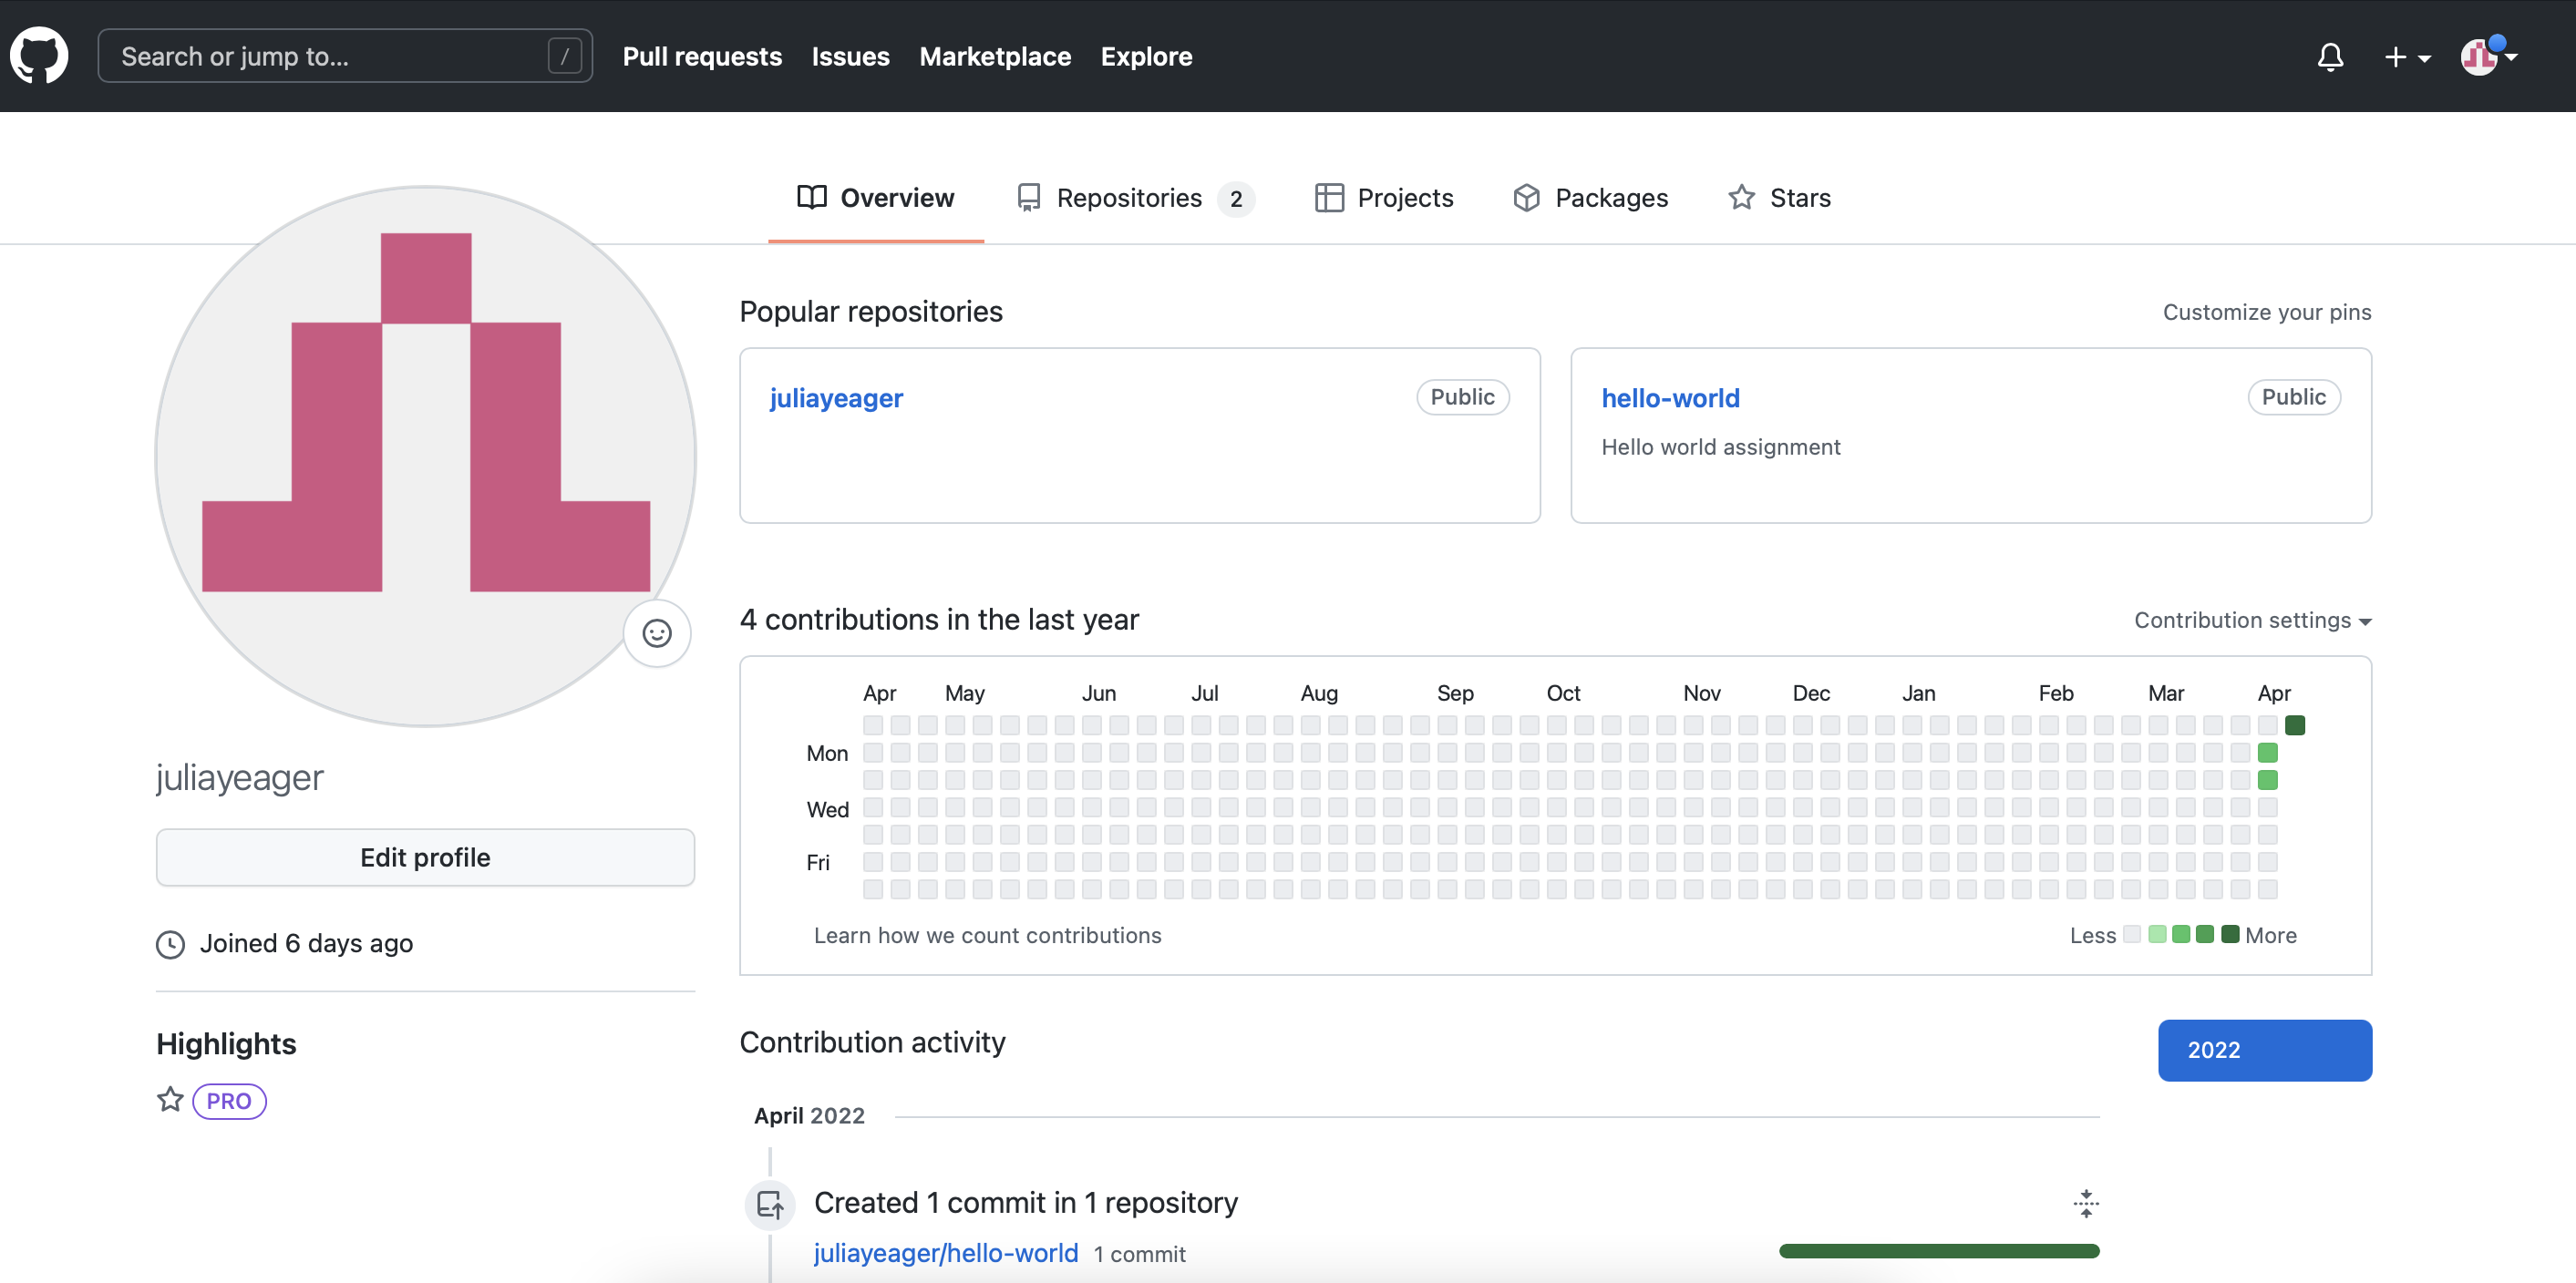 Search or jump to... /
Pull requests Issues Marketplace Explore
Overview Repositories 2 Projects Packages Stars
juliayeager
Edit profile
Joined 6 days ago
Highlights
PRO
Popular repositories Customize your pins
juliayeager Public
hello-world Public
Hello world assignment
4 contributions in the last year Contribution settings
Apr May Jun Jul Aug Sep Oct Nov Dec Jan Feb Mar Apr
Mon
Wed
Fri
Learn how we count contributions Less More
Contribution activity
2022
April 2022
Created 1 commit in 1 repository
juliayeager/hello-world 1 commit